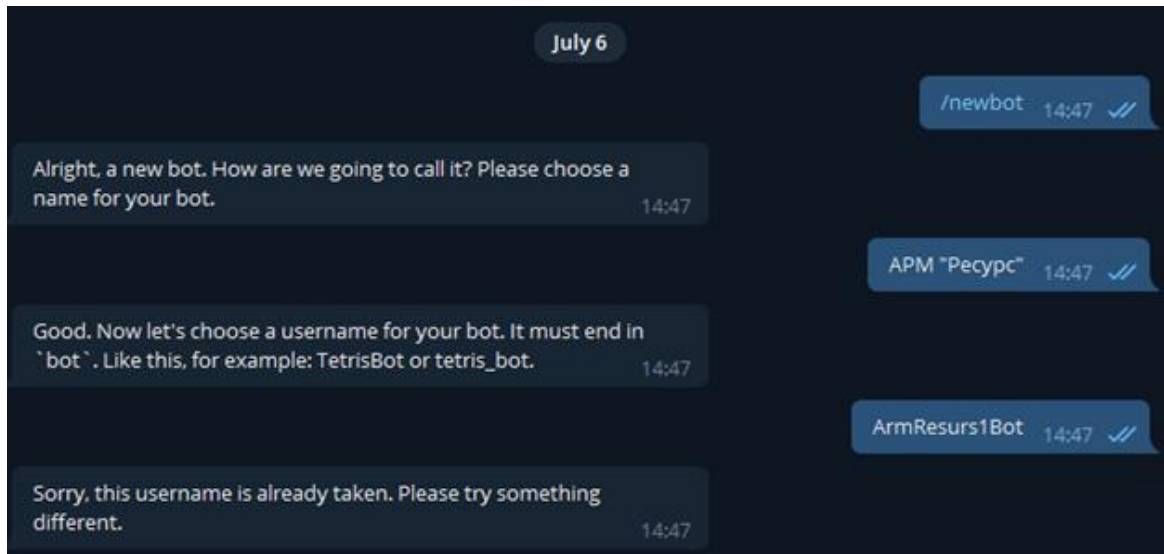 July 6
/newbot 14:47
Alright, a new bot. How are we going to call it? Please choose a
name for your bot. 14:47
АРМ "Ресурс" 14:47
Good. Now let's choose a username for your bot. It must end in
`bot`. Like this, for example: TetrisBot or tetris_bot. 14:47
ArmResurs1Bot 14:47
Sorry, this username is already taken. Please try something
different. 14:47